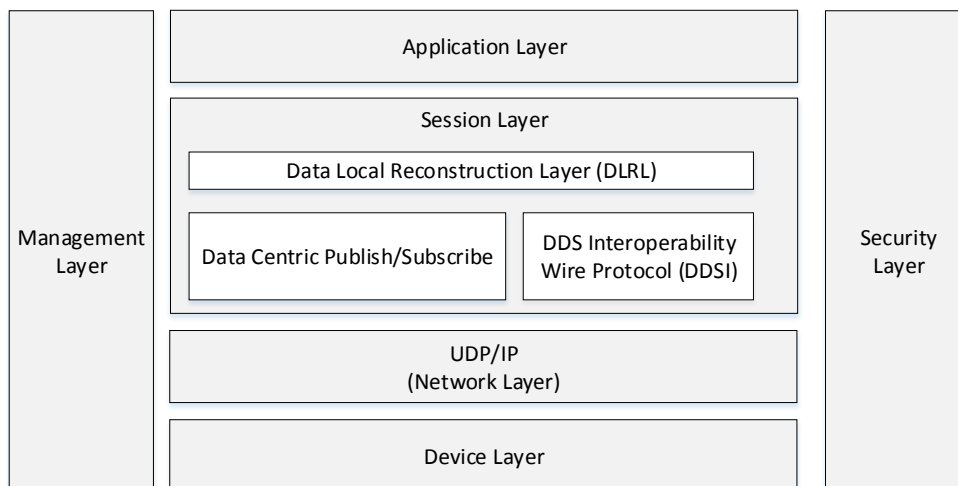 Application Layer
Session Layer
Data Local Reconstruction Layer (DLRL)
Management
Layer
Data Centric Publish/Subscribe
DDS Interoperability
Wire Protocol (DDSI)
Security
Layer
UDP/IP
(Network Layer)
Device Layer